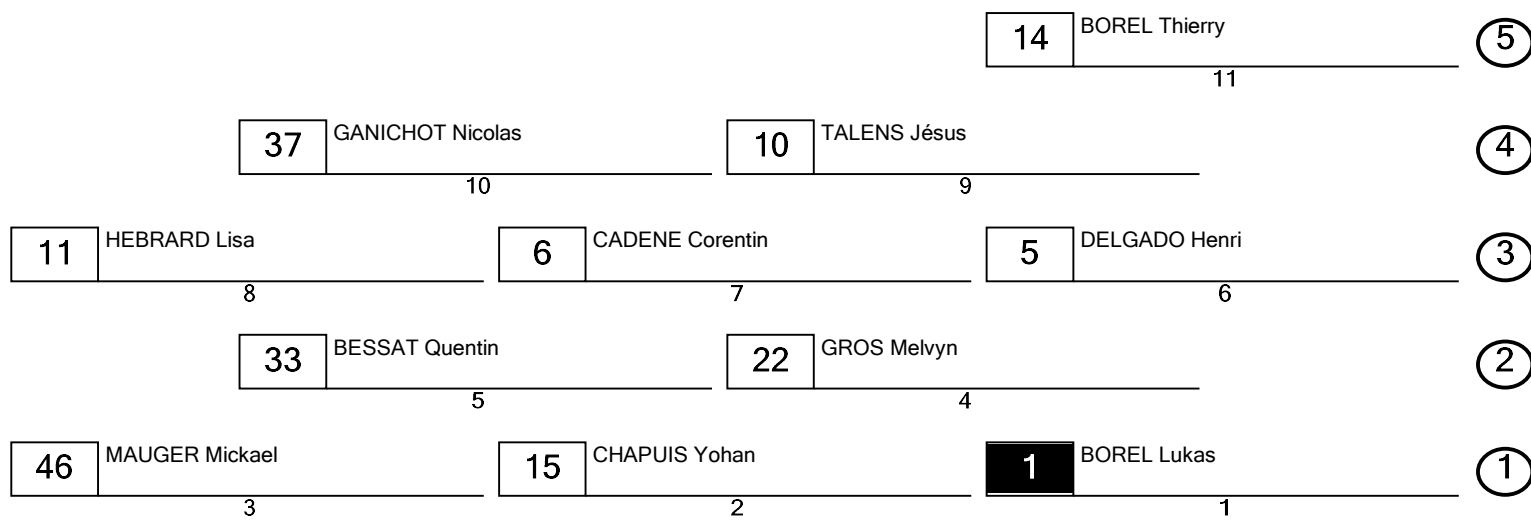 14 BOREL Thierry 5
11
37 GANICHOT Nicolas 10 TALENS Jésus 4
10 9
11 HEBRARD Lisa 6 CADENE Corentin 5 DELGADO Henri 3
8 7 6
33 BESSAT Quentin 22 GROS Melvyn 2
5 4
46 MAUGER Mickael 15 CHAPUIS Yohan 1 BOREL Lukas 1
3 2 1